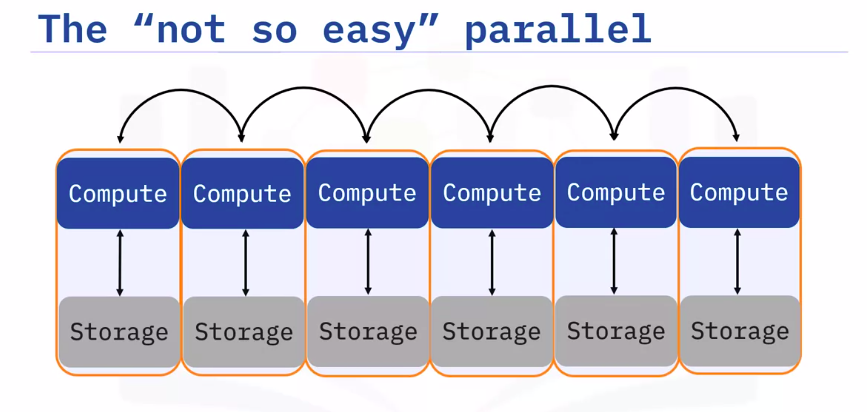 The “not so easy” parallel
Compute Compute Compute Compute Compute Compute
Storage Storage Storage Storage Storage Storage